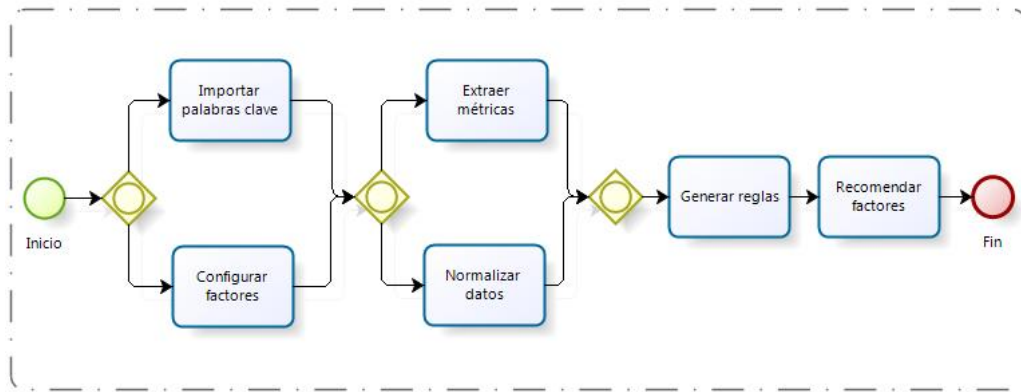 Inicio
Importar
palabras clave
Configurar
factores
Extraer
métricas
Normalizar
datos
Generar reglas
Recomendar
factores
Fin